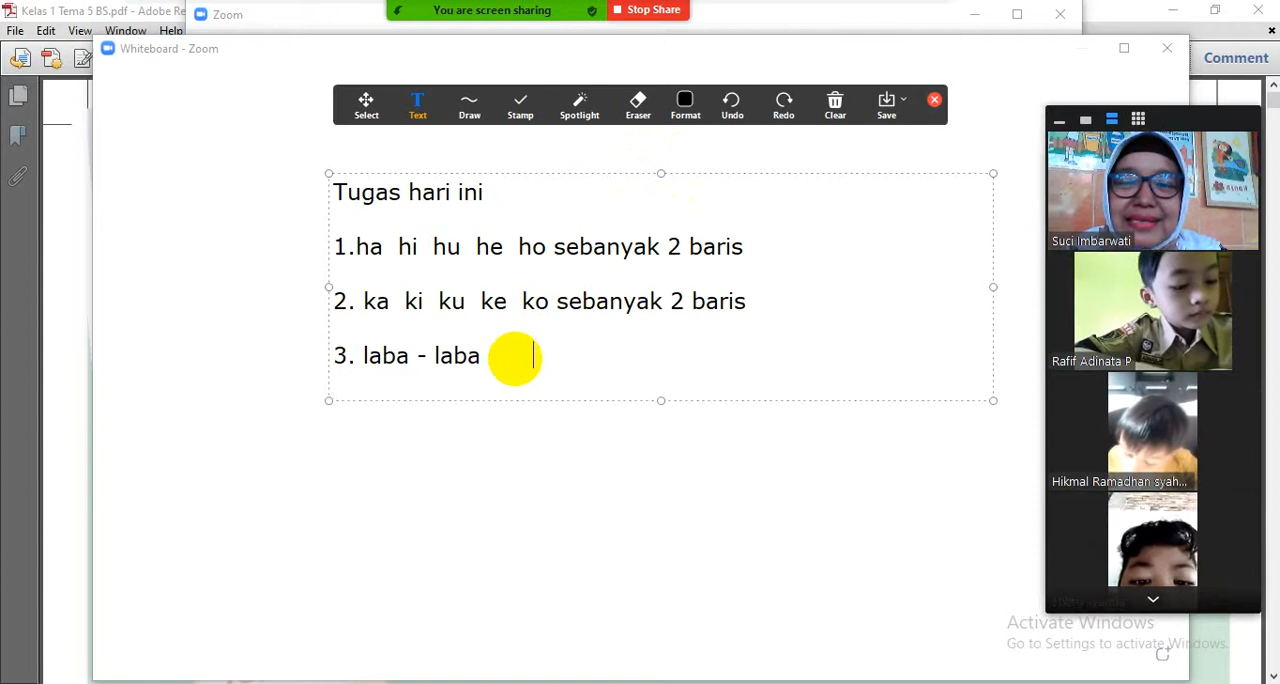 Kelas 1 Tema 5 BS.pdf - Adobe Re
Zoom
You are screen sharing
Stop Share
File Edit View Window Help
Whiteboard - Zoom
Comment
Select Text Draw Stamp Spotlight Eraser Format Undo Redo Clear Save
Tugas hari ini
1.ha hi hu he ho sebanyak 2 baris
2. ka ki ku ke ko sebanyak 2 baris
3. laba - laba
Suci Imbarwati
Rafif Adinata P
Hikmal Ramadhan syah...
Activate Windows
Go to Settings to activate Windows.